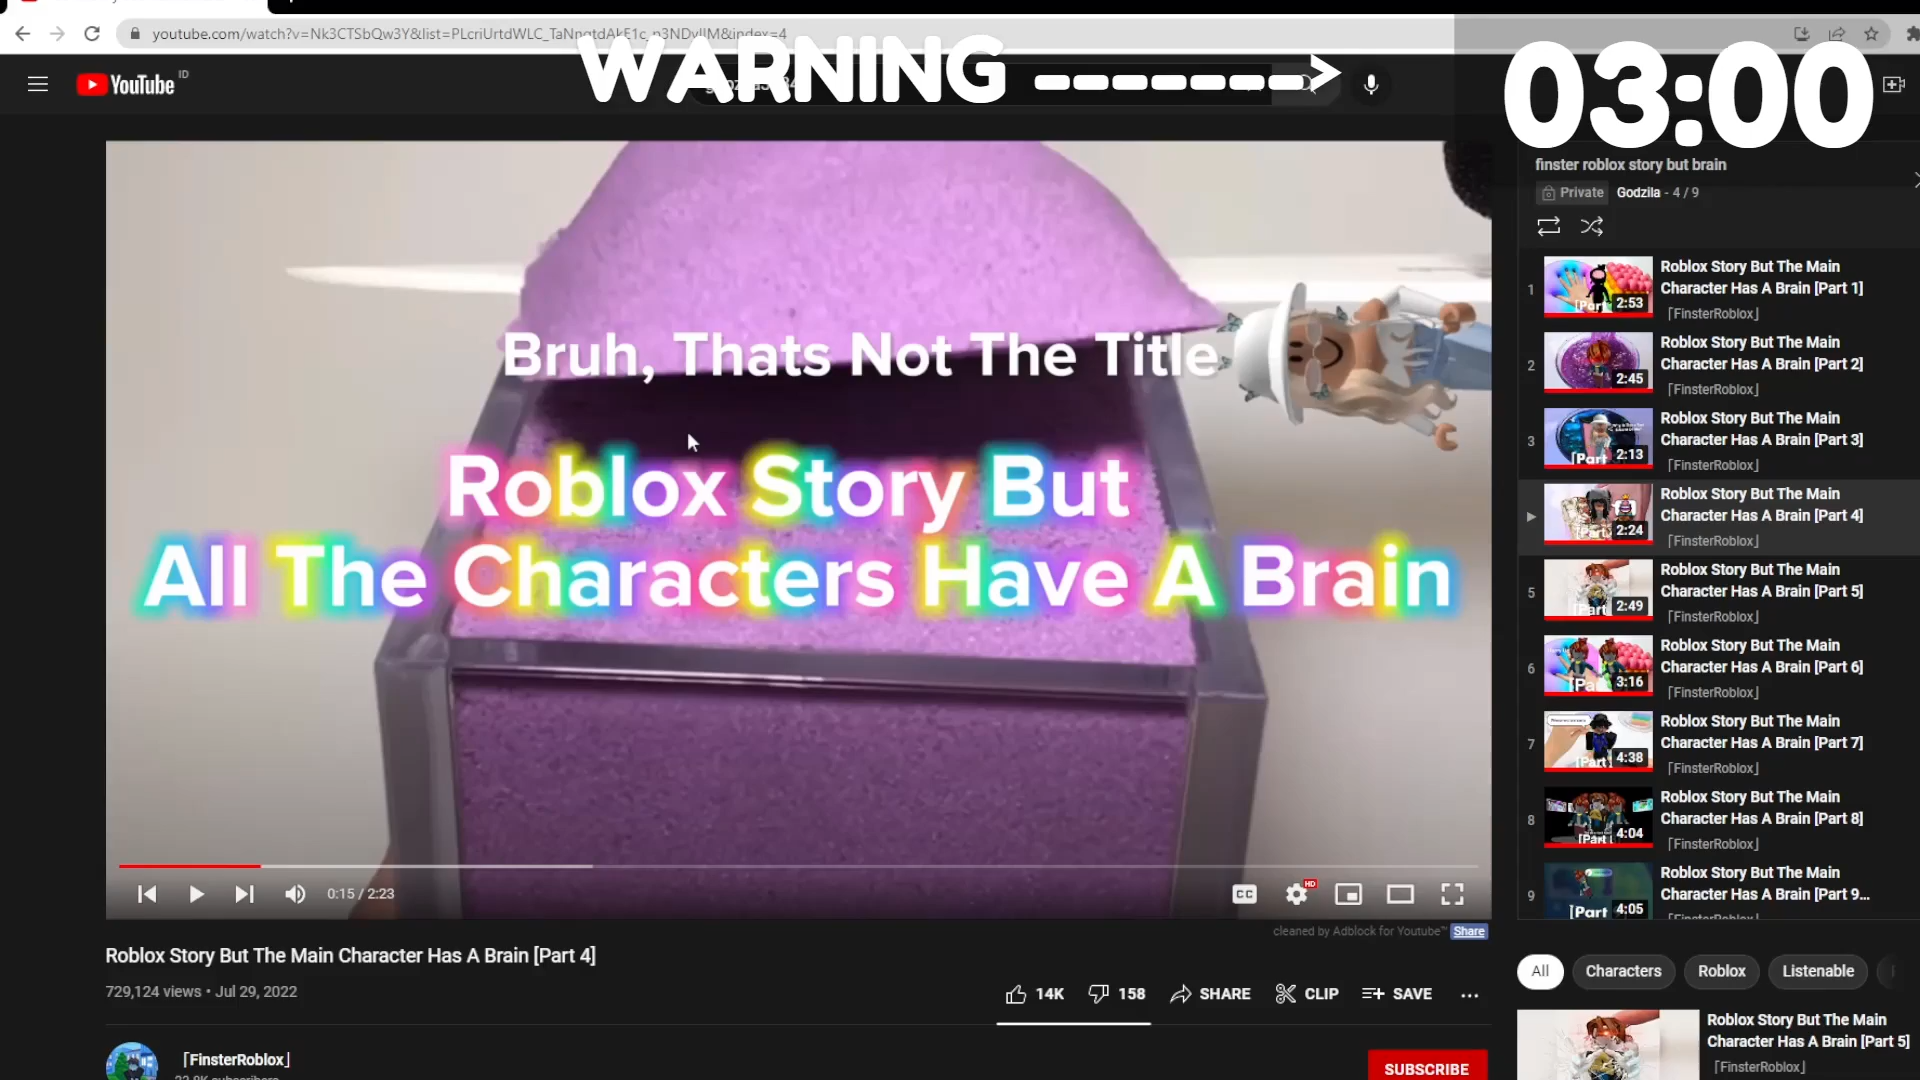 youtube.com/watch?v=Nk3CTSbQw3Y&list=PLcriUrtdWLC_TaNngtdAkE1c_p3NDylIM&index=4
WARNING -------->
03:00
YouTube ID
finster roblox story but brain
Private Godzila - 4 / 9
Bruh, Thats Not The Title
Roblox Story But
All The Characters Have A Brain
0:15 / 2:23
CC
HD
cleaned by Adblock for Youtube™ Share
Roblox Story But The Main Character Has A Brain [Part 4]
729,124 views • Jul 29, 2022
14K 158 SHARE CLIP SAVE ...
「FinsterRoblox」
SUBSCRIBE
1
2:53
Roblox Story But The Main
Character Has A Brain [Part 1]
「FinsterRoblox」
2
2:45
Roblox Story But The Main
Character Has A Brain [Part 2]
「FinsterRoblox」
3
[Part 2:13
Roblox Story But The Main
Character Has A Brain [Part 3]
「FinsterRoblox」
2:24
Roblox Story But The Main
Character Has A Brain [Part 4]
「FinsterRoblox」
5
2:49
Roblox Story But The Main
Character Has A Brain [Part 5]
「FinsterRoblox」
6
3:16
Roblox Story But The Main
Character Has A Brain [Part 6]
「FinsterRoblox」
7
4:38
Roblox Story But The Main
Character Has A Brain [Part 7]
「FinsterRoblox」
8
4:04
Roblox Story But The Main
Character Has A Brain [Part 8]
「FinsterRoblox」
9
[Part 4:05
Roblox Story But The Main
Character Has A Brain [Part 9...
All Characters Roblox Listenable
Roblox Story But The Main
Character Has A Brain [Part 5]
「FinsterRoblox」